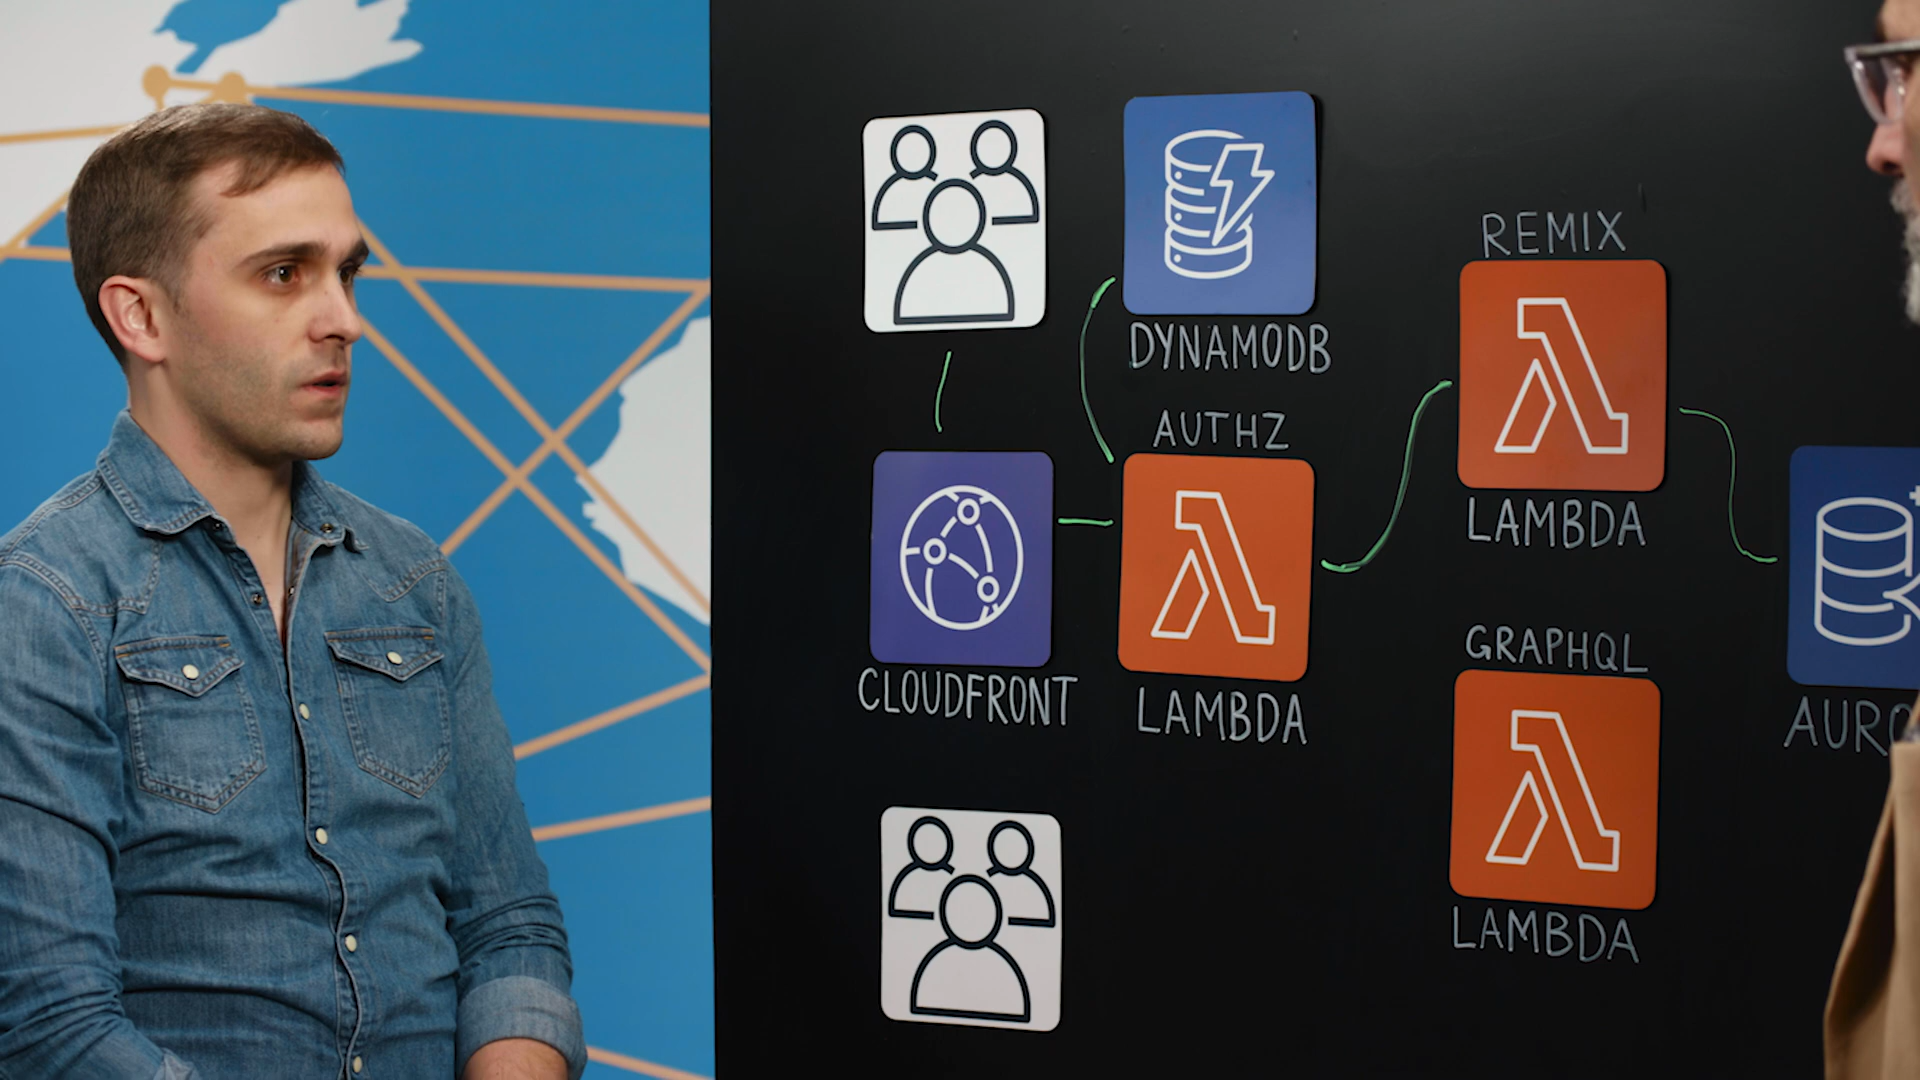 DYNAMODB
AUTHZ
REMIX
LAMBDA
CLOUDFRONT
LAMBDA
GRAPHQL
LAMBDA